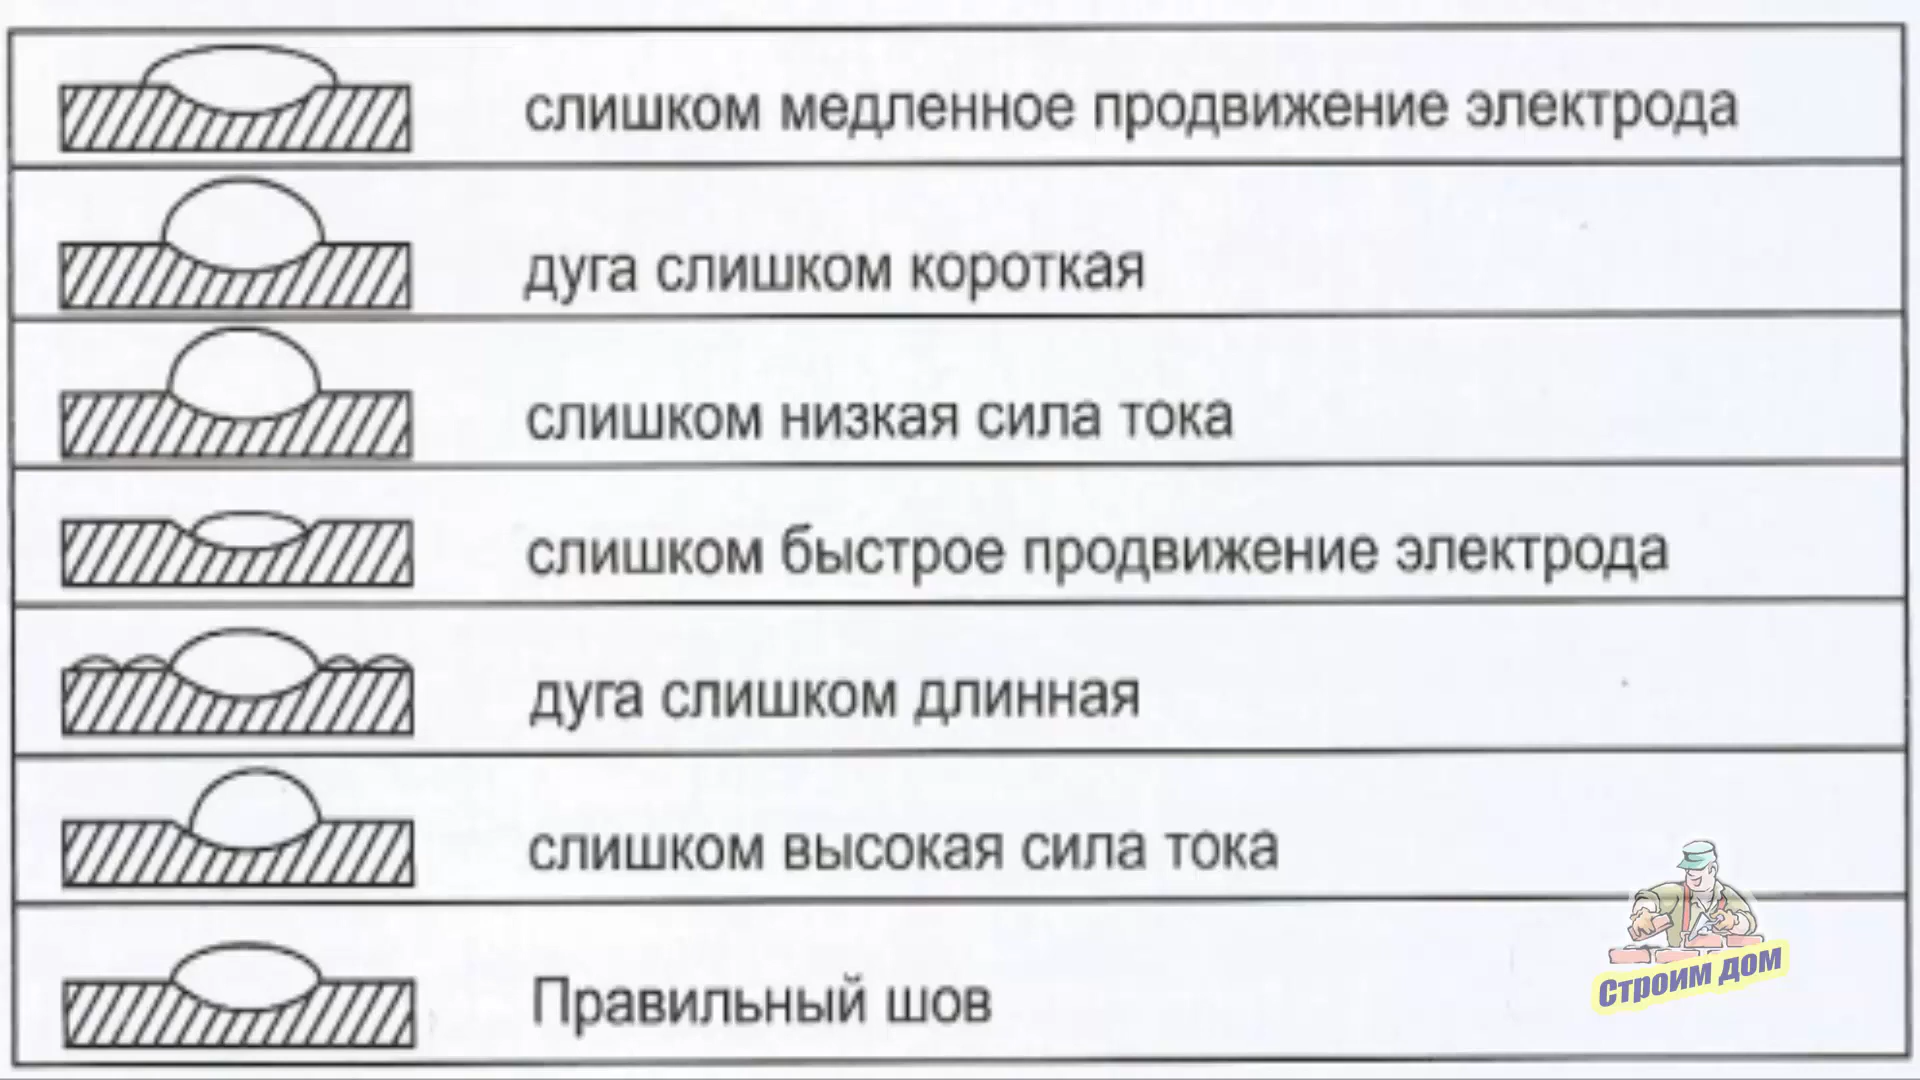 слишком медленное продвижение электрода
дуга слишком короткая
слишком низкая сила тока
слишком быстрое продвижение электрода
дуга слишком длинная
слишком высокая сила тока
Правильный шов
Строим дом